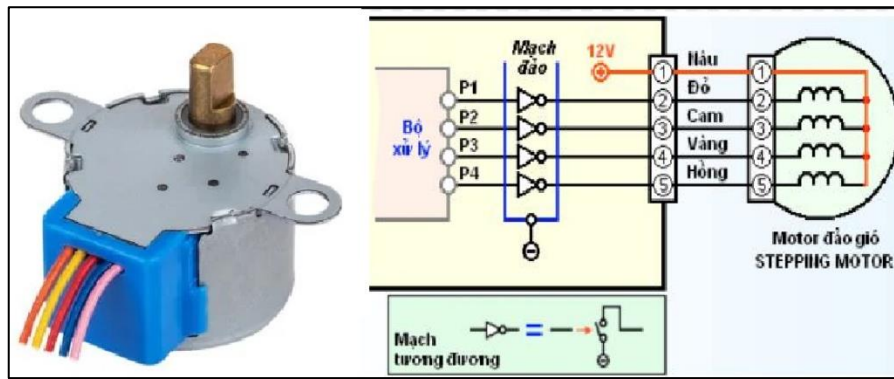 Mạch
đảo
12V
Bộ
xử lý
P1
P2
P3
P4
1
2
3
4
5
Nâu
Đỏ
Cam
Vàng
Hồng
1
2
3
4
5
Motor đảo gió
STEPPING MOTOR
Mạch
tương đương
=